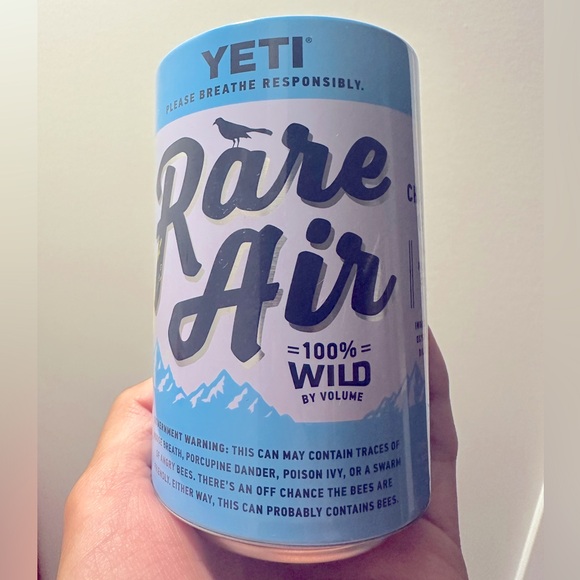 YETI®
PLEASE BREATHE RESPONSIBLY.
Rare
Air
=100%=
WILD
BY VOLUME
WARNING: THIS CAN MAY CONTAIN TRACES OF
BREATH, PORCUPINE DANDER, POISON IVY, OR A SWARM
OF ANGRY BEES. THERE'S AN OFF CHANCE THE BEES ARE
EITHER WAY, THIS CAN PROBABLY CONTAINS BEES.